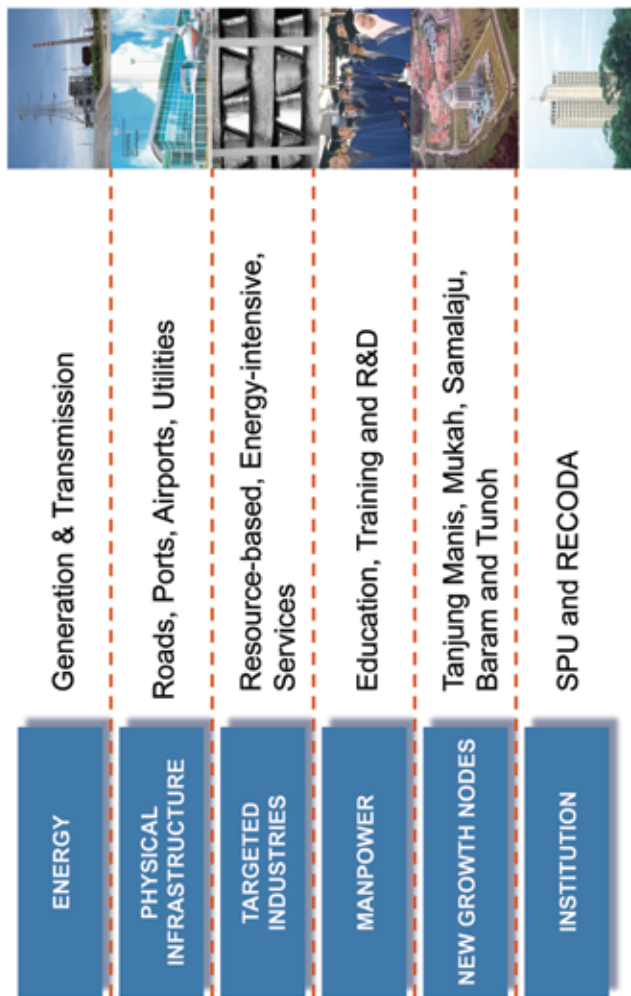 ENERGY
Generation & Transmission
PHYSICAL
INFRASTRUCTURE
Roads, Ports, Airports, Utilities
TARGETED
INDUSTRIES
Resource-based, Energy-intensive,
Services
MANPOWER
Education, Training and R&D
NEW GROWTH NODES
Tanjung Manis, Mukah, Samalaju,
Baram and Tunoh
INSTITUTION
SPU and RECODA